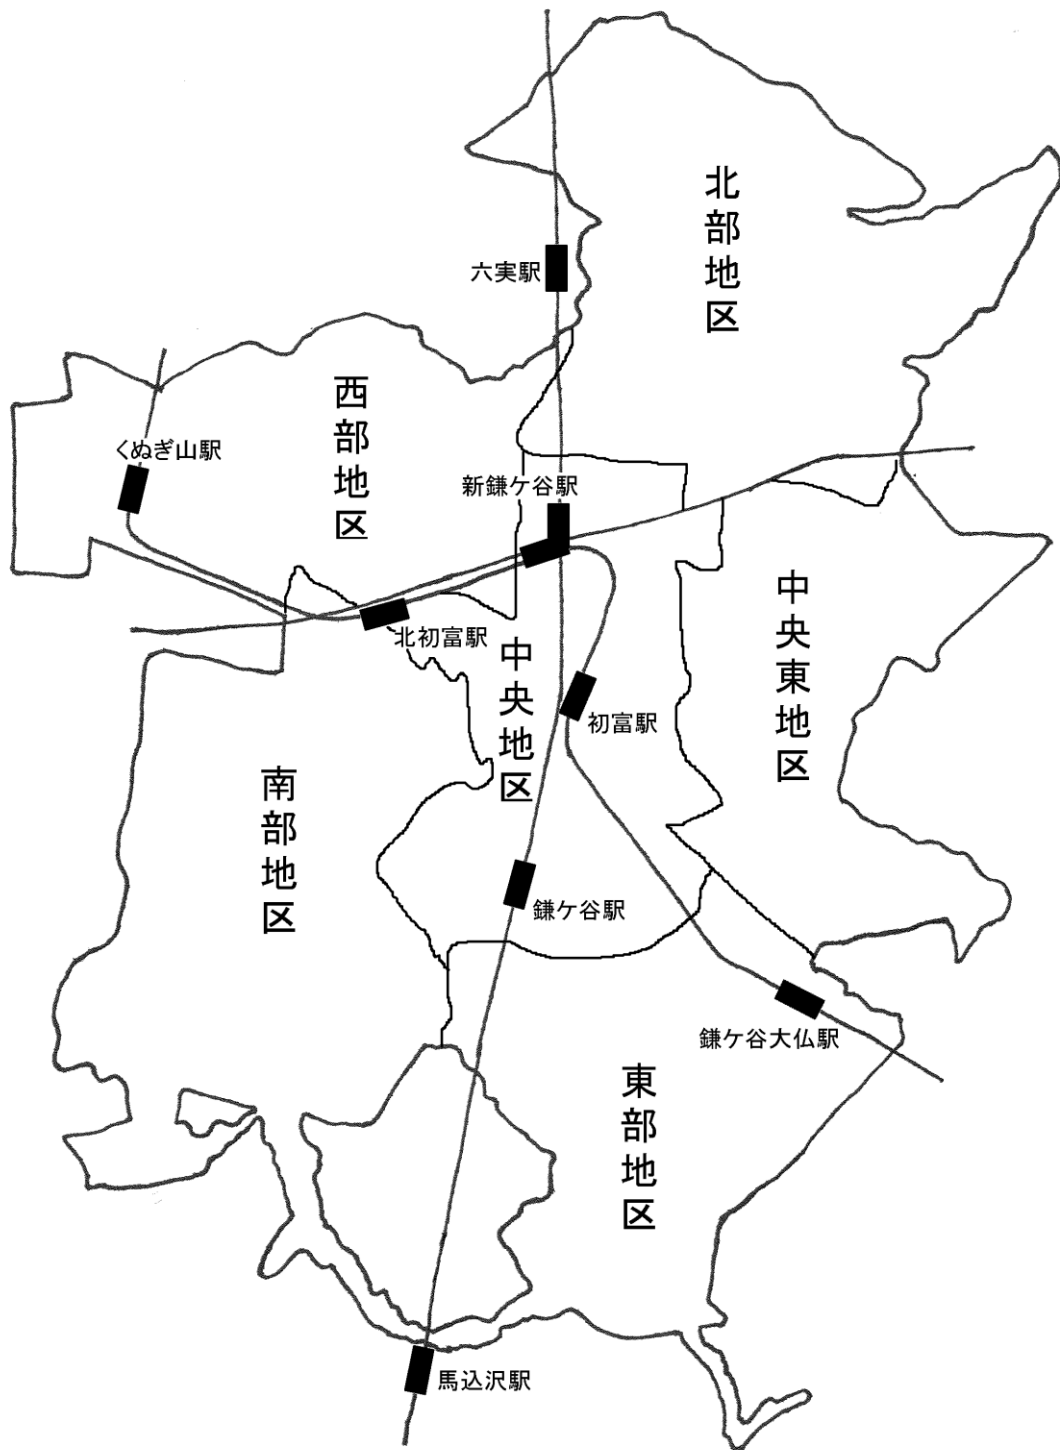 北部地区
六実駅
西部地区
くぬぎ山駅
新鎌ケ谷駅
中央東地区
北初富駅
中央地区
初富駅
南部地区
鎌ケ谷駅
鎌ケ谷大仏駅
東部地区
馬込沢駅